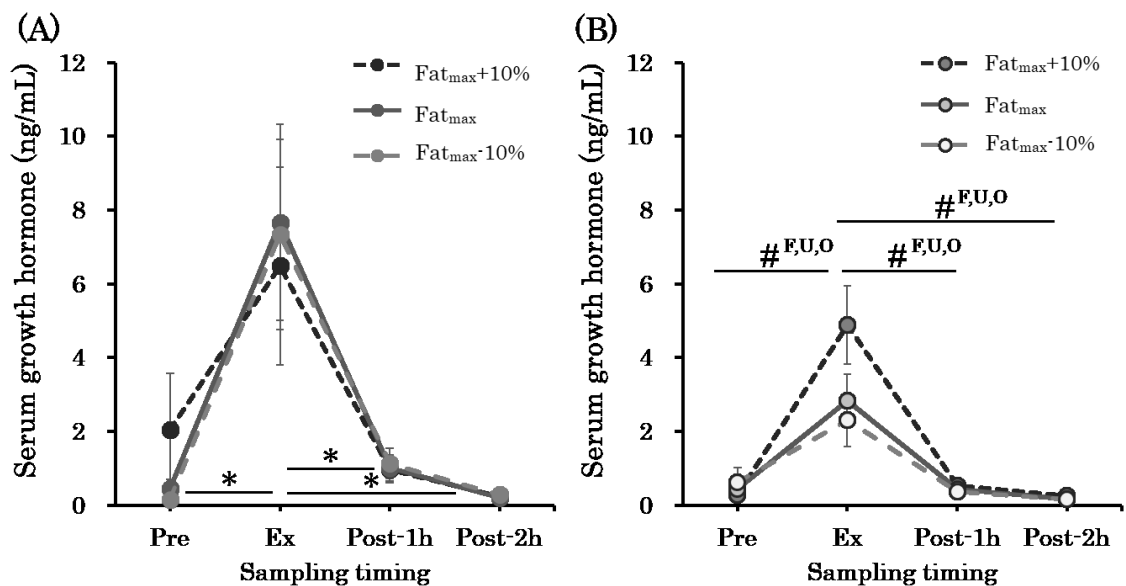 (A)
Serum growth hormone (ng/mL)
12
10
8
6
4
2
0
Fatmax+10%
Fatmax
Fatmax-10%
*
*
*
Pre Ex Post-1h Post-2h
Sampling timing
(B)
Serum growth hormone (ng/mL)
12
10
8
6
4
2
0
Fatmax+10%
Fatmax
Fatmax-10%
#F,U,O
#F,U,O #F,U,O
Pre Ex Post-1h Post-2h
Sampling timing